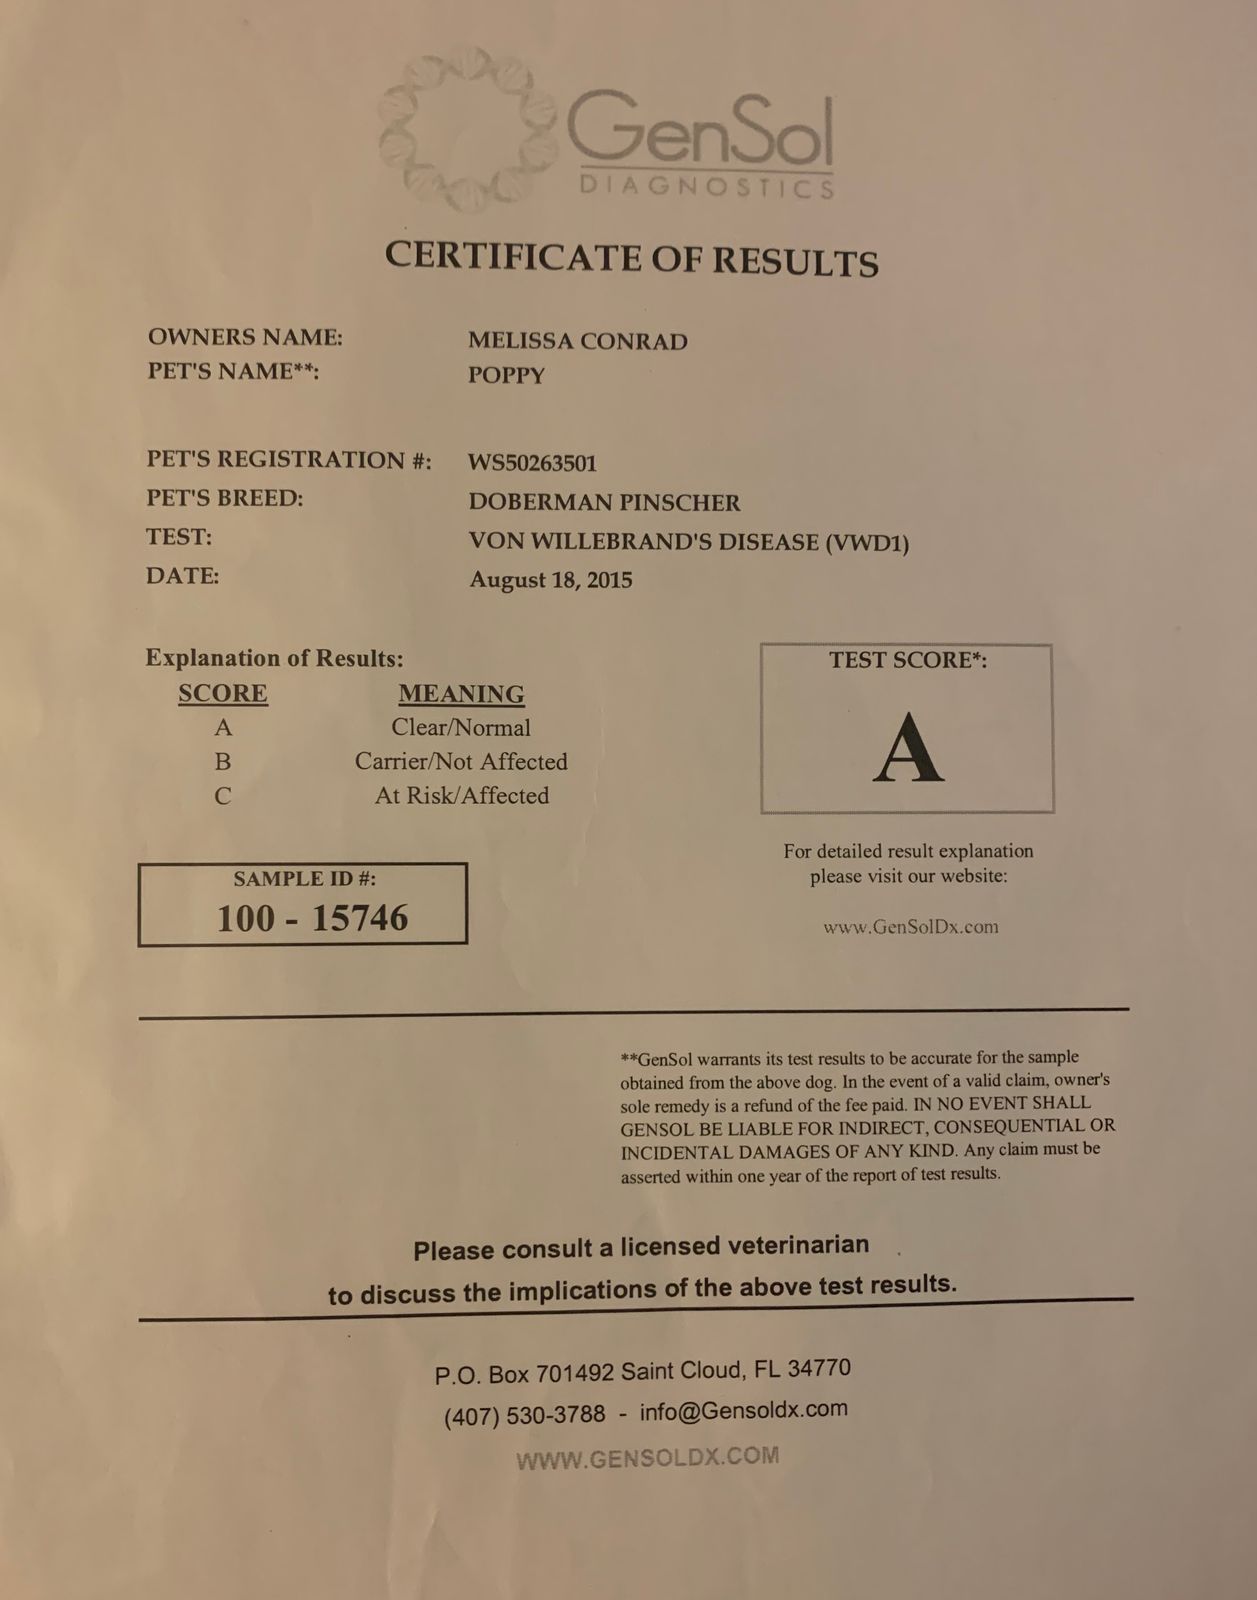 GenSol
DIAGNOSTICS
CERTIFICATE OF RESULTS
OWNERS NAME: MELISSA CONRAD
PET'S NAME**: POPPY
PET'S REGISTRATION #: WS50263501
PET'S BREED: DOBERMAN PINSCHER
TEST: VON WILLEBRAND'S DISEASE (VWD1)
DATE: August 18, 2015
Explanation of Results:
SCORE MEANING
A Clear/Normal
B Carrier/Not Affected
C At Risk/Affected
TEST SCORE*:
A
SAMPLE ID #:
100 - 15746
For detailed result explanation
please visit our website:
www.GenSolDx.com
**GenSol warrants its test results to be accurate for the sample
obtained from the above dog. In the event of a valid claim, owner's
sole remedy is a refund of the fee paid. IN NO EVENT SHALL
GENSOL BE LIABLE FOR INDIRECT, CONSEQUENTIAL OR
INCIDENTAL DAMAGES OF ANY KIND. Any claim must be
asserted within one year of the report of test results.
Please consult a licensed veterinarian
to discuss the implications of the above test results.
P.O. Box 701492 Saint Cloud, FL 34770
(407) 530-3788 - info@Gensoldx.com
WWW.GENSOLDX.COM